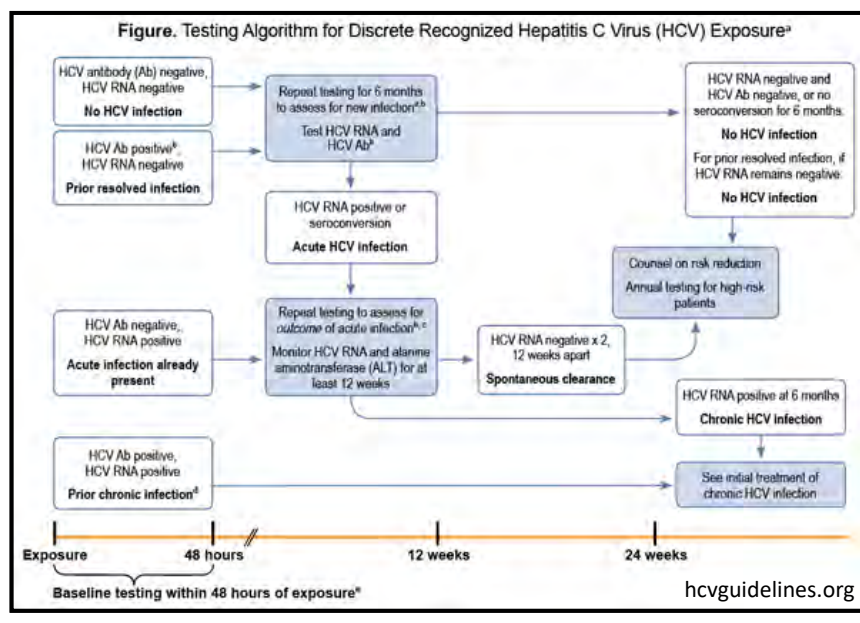 Figure. Testing Algorithm for Discrete Recognized Hepatitis C Virus (HCV) Exposureᵃ
HCV antibody (Ab) negative,
HCV RNA negative
No HCV infection
HCV Ab positiveᵇ,
HCV RNA negative
Prior resolved infection
Repeat testing for 6 months
to assess for new infectionᵃ,ᵇ
Test HCV RNA and
HCV Abᵇ
HCV RNA negative and
HCV Ab negative, or no
seroconversion for 6 months:
No HCV infection
For prior resolved infection, if
HCV RNA remains negative:
No HCV infection
HCV RNA positive or
seroconversion
Acute HCV infection
Counsel on risk reduction
Annual testing for high-risk
patients
HCV Ab negative,
HCV RNA positive
Acute infection already
present
Repeat testing to assess for
outcome of acute infectionᵇ,ᶜ
Monitor HCV RNA and alanine
aminotransferase (ALT) for at
least 12 weeks
HCV RNA negative x 2,
12 weeks apart
Spontaneous clearance
HCV RNA positive at 6 months
Chronic HCV infection
HCV Ab positive,
HCV RNA positive
Prior chronic infectionᵈ
See initial treatment of
chronic HCV infection
Exposure
48 hours
12 weeks
24 weeks
Baseline testing within 48 hours of exposureᵉ
hcvguidelines.org